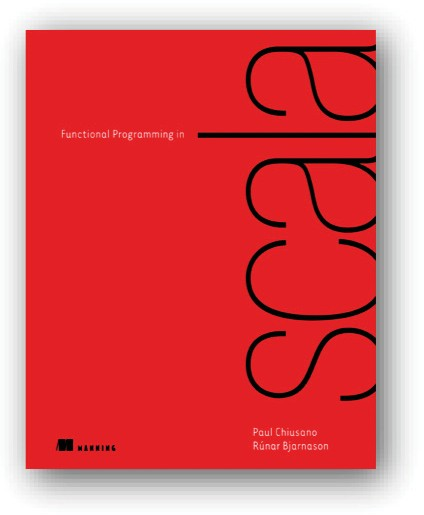 Functional Programming in
scala
Paul Chiusano
Rúnar Bjarnason
MANNING